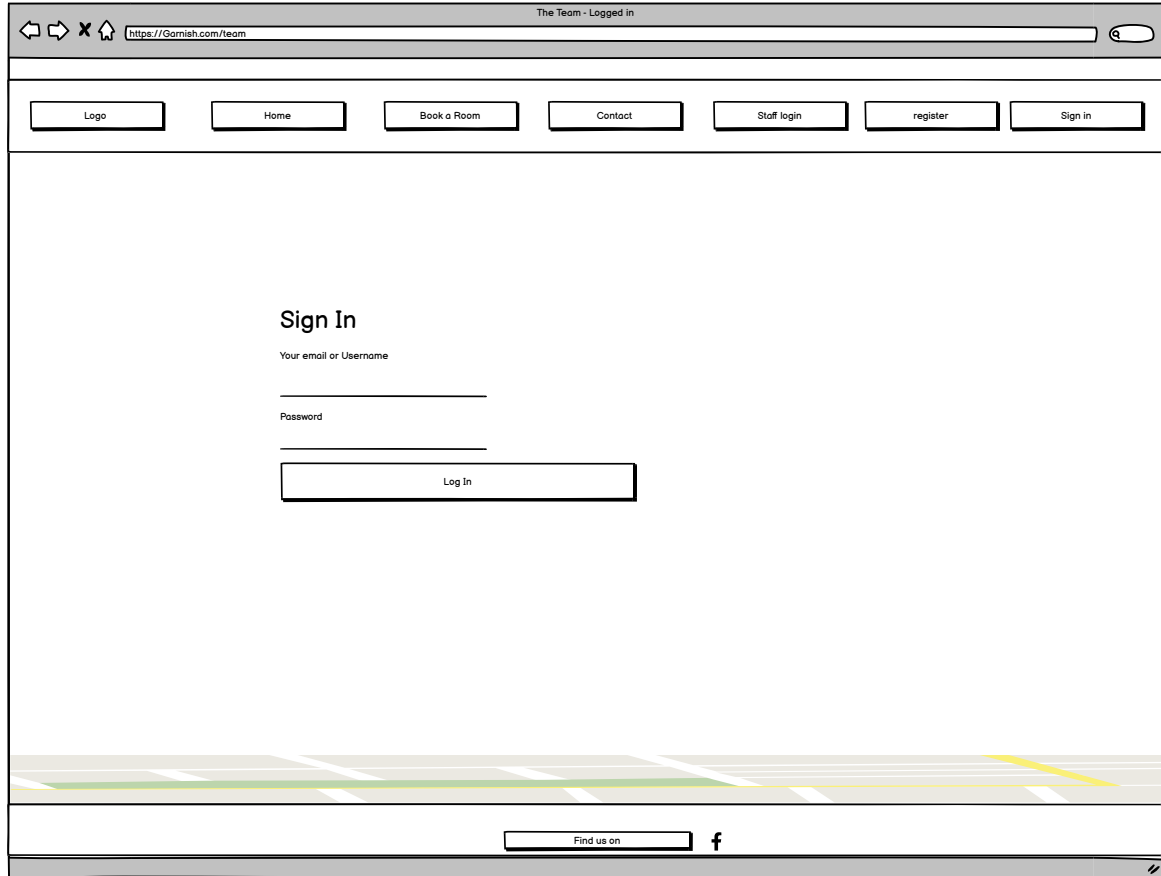 The Team - Logged in
https://Garnish.com/team
Logo
Home
Book a Room
Contact
Staff login
register
Sign in
Sign In
Your email or Username
Password
Log In
Find us on